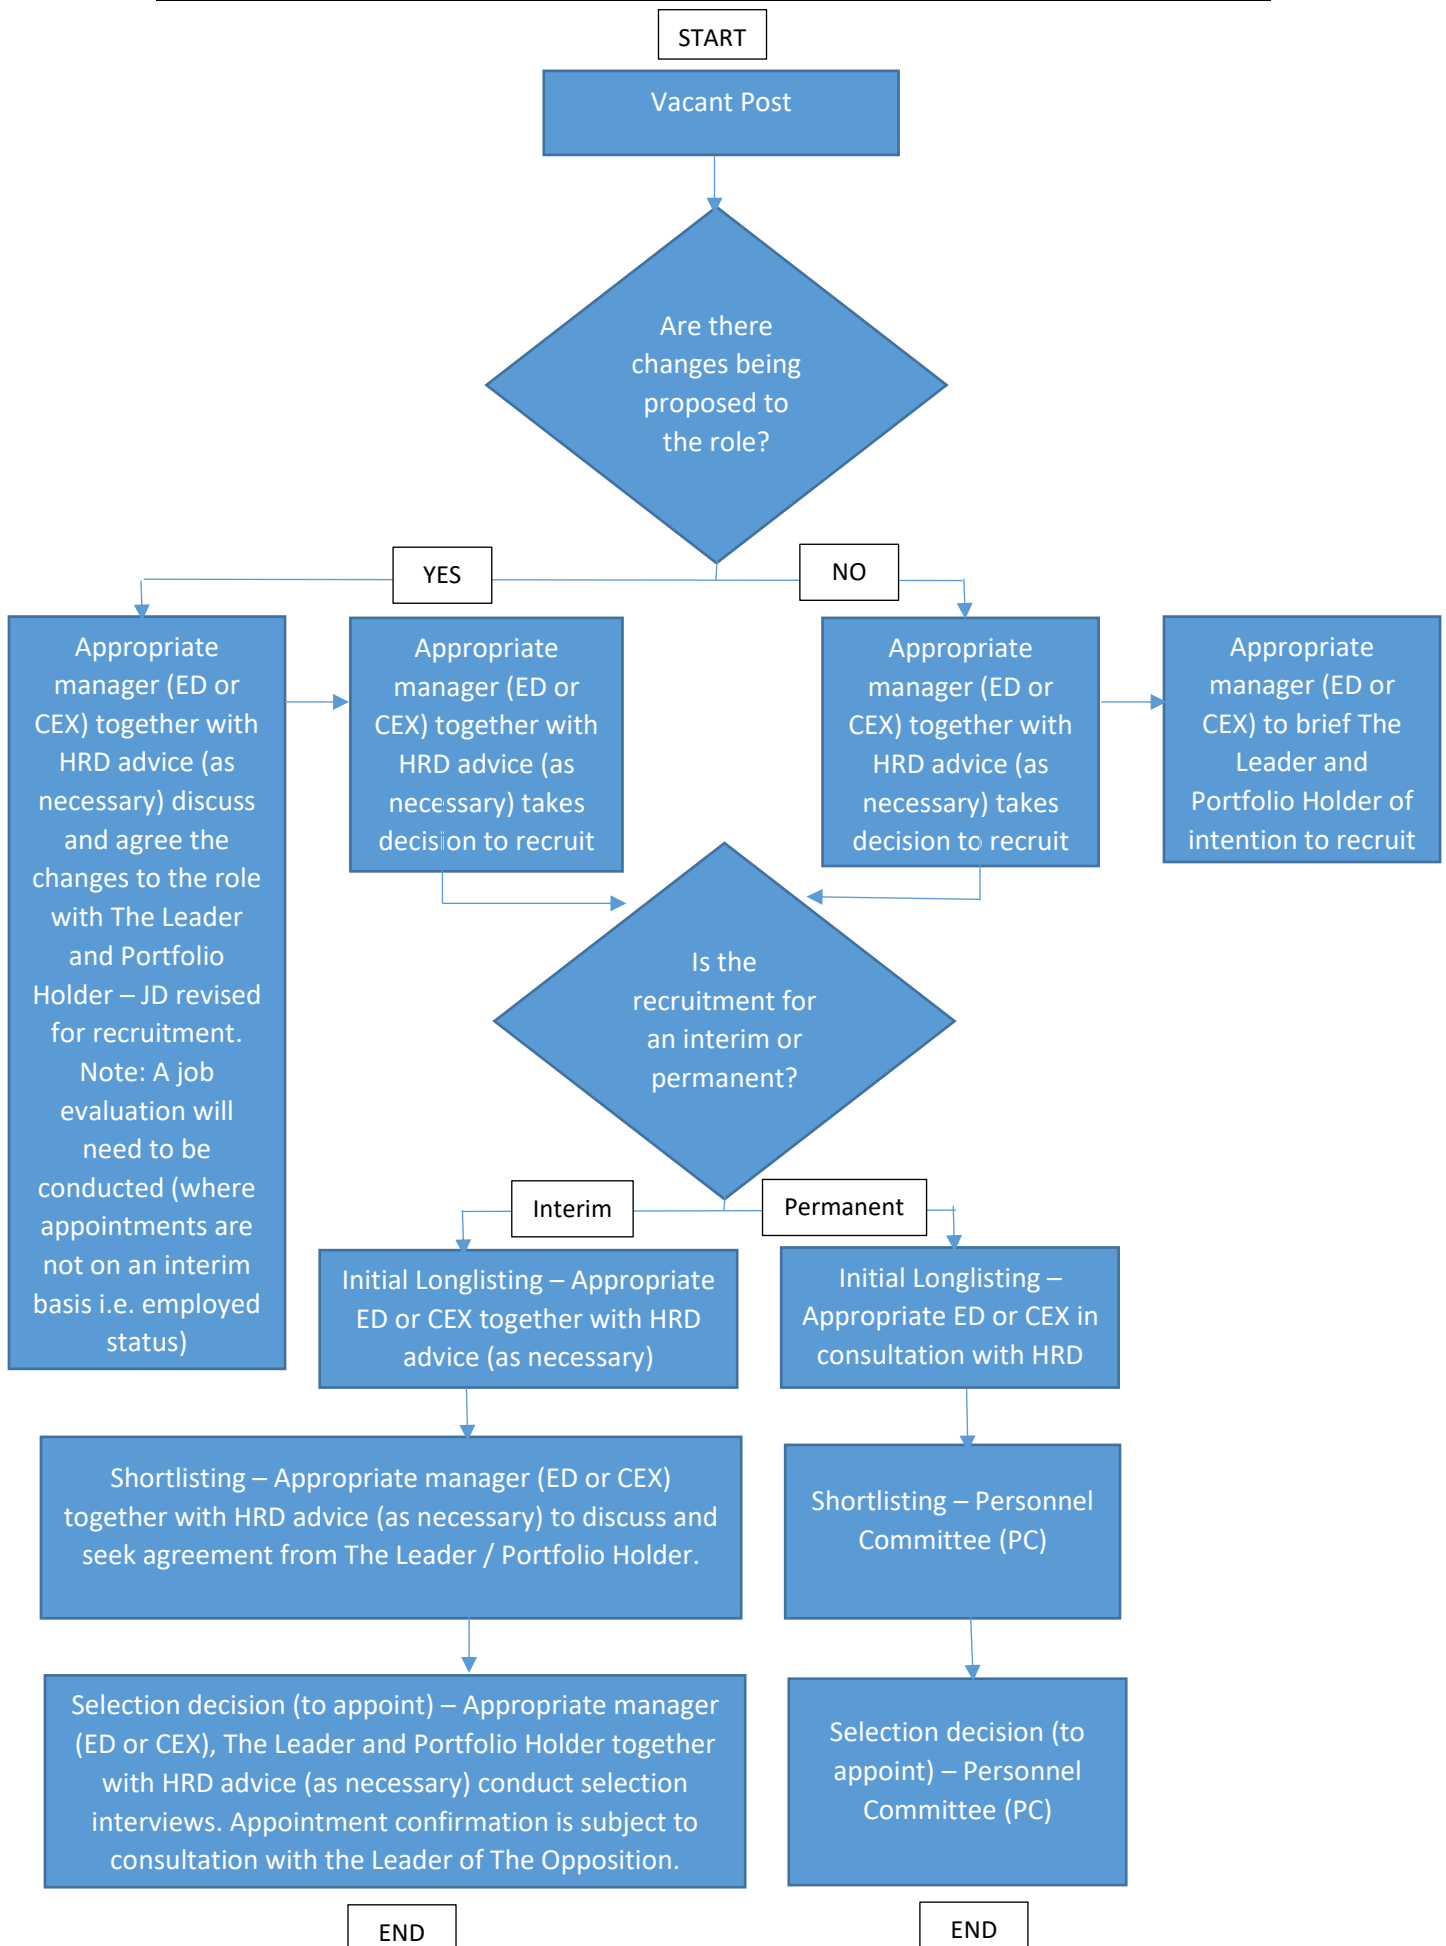 START
Vacant Post
Are there
changes being
proposed to
the role?
YES
NO
Appropriate
manager (ED or
CEX) together with
HRD advice (as
necessary) discuss
and agree the
changes to the role
with The Leader
and Portfolio
Holder – JD revised
for recruitment.
Note: A job
evaluation will
need to be
conducted (where
appointments are
not on an interim
basis i.e. employed
status)
Appropriate
manager (ED or
CEX) together with
HRD advice (as
necessary) takes
decision to recruit
Appropriate
manager (ED or
CEX) together with
HRD advice (as
necessary) takes
decision to recruit
Appropriate
manager (ED or
CEX) to brief The
Leader and
Portfolio Holder of
intention to recruit
Is the
recruitment for
an interim or
permanent?
Interim
Permanent
Initial Longlisting – Appropriate
ED or CEX together with HRD
advice (as necessary)
Initial Longlisting –
Appropriate ED or CEX in
consultation with HRD
Shortlisting – Appropriate manager (ED or CEX)
together with HRD advice (as necessary) to discuss and
seek agreement from The Leader / Portfolio Holder.
Shortlisting – Personnel
Committee (PC)
Selection decision (to appoint) – Appropriate manager
(ED or CEX), The Leader and Portfolio Holder together
with HRD advice (as necessary) conduct selection
interviews. Appointment confirmation is subject to
consultation with the Leader of The Opposition.
Selection decision (to
appoint) – Personnel
Committee (PC)
END
END